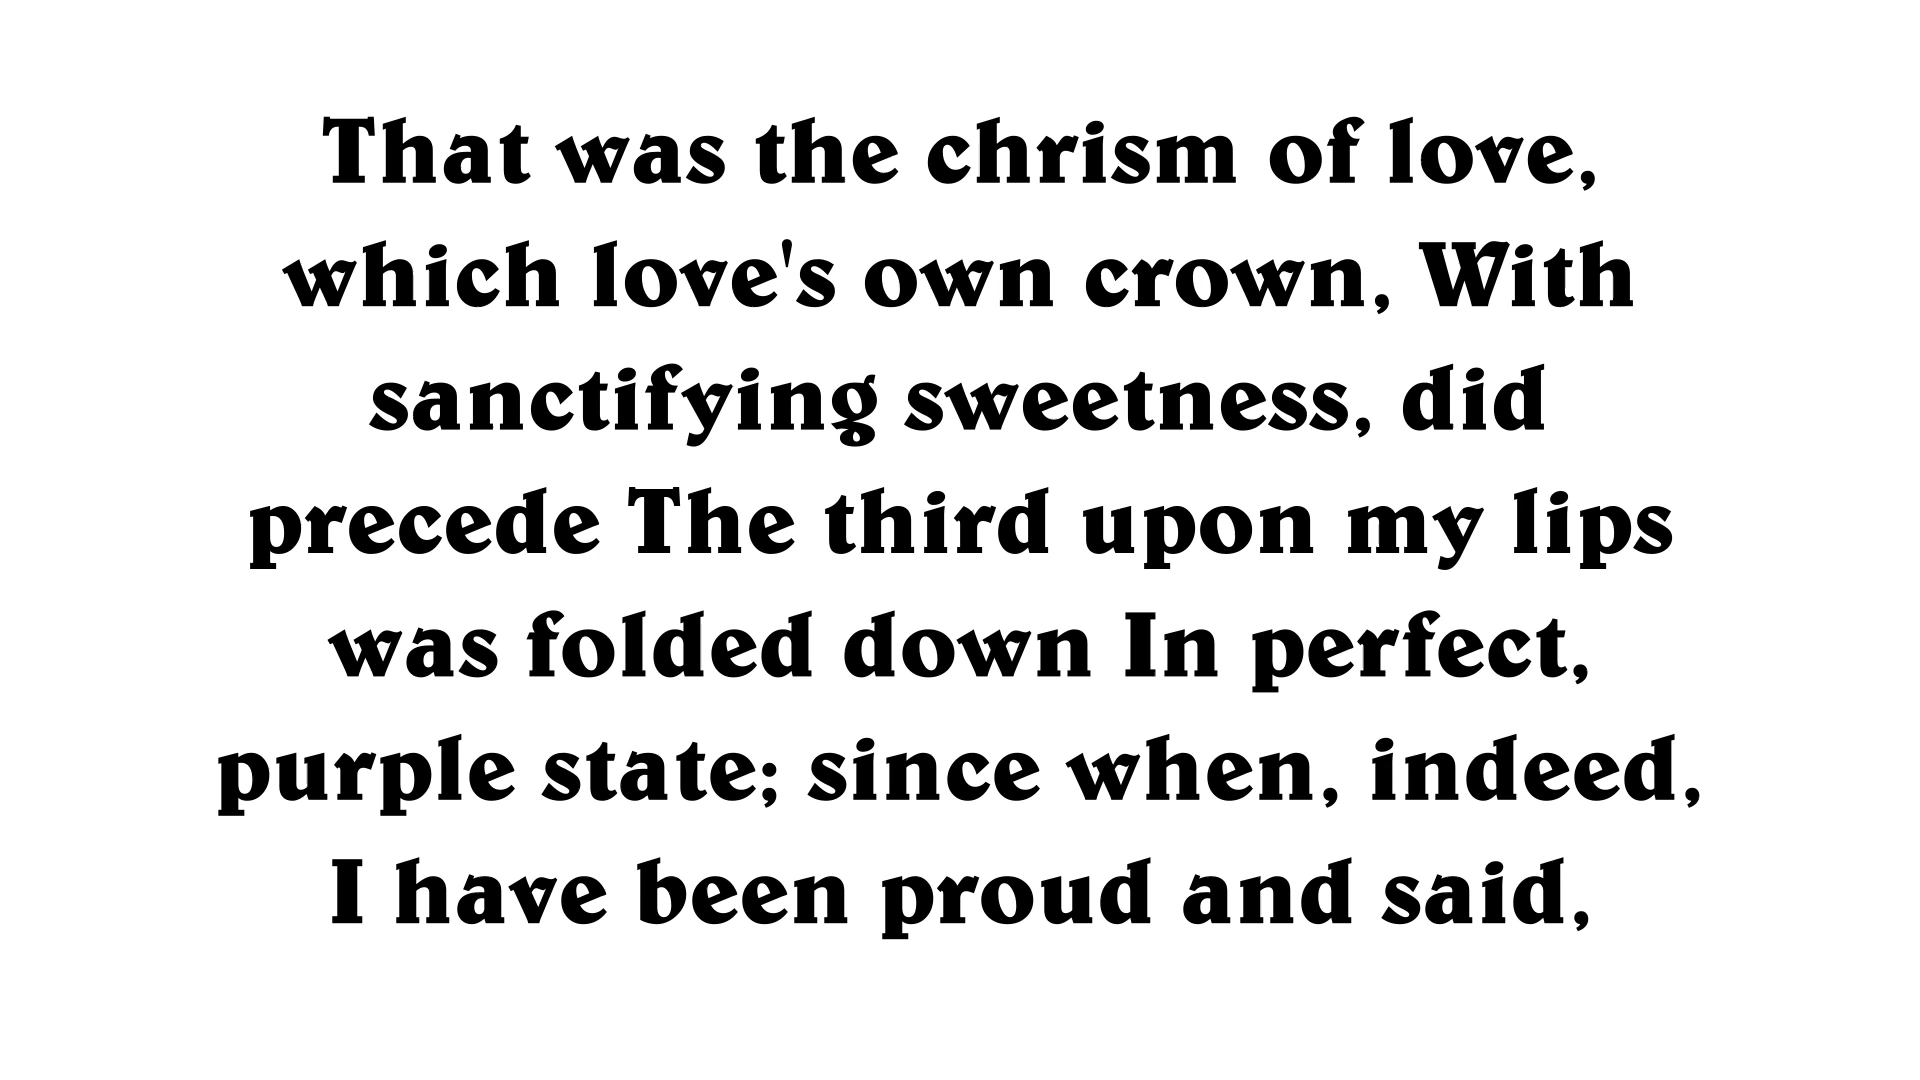 That was the chrism of love,
which love's own crown, With
sanctifying sweetness, did
precede The third upon my lips
was folded down In perfect,
purple state; since when, indeed,
I have been proud and said,